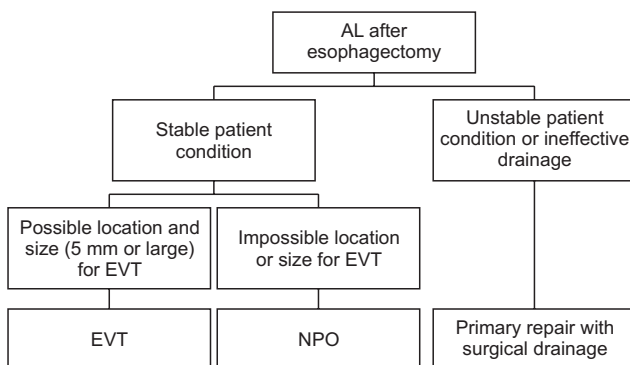 AL after
esophagectomy
Stable patient
condition
Unstable patient
condition or ineffective
drainage
Possible location and
size (5 mm or large)
for EVT
Impossible location
or size for EVT
EVT
NPO
Primary repair with
surgical drainage